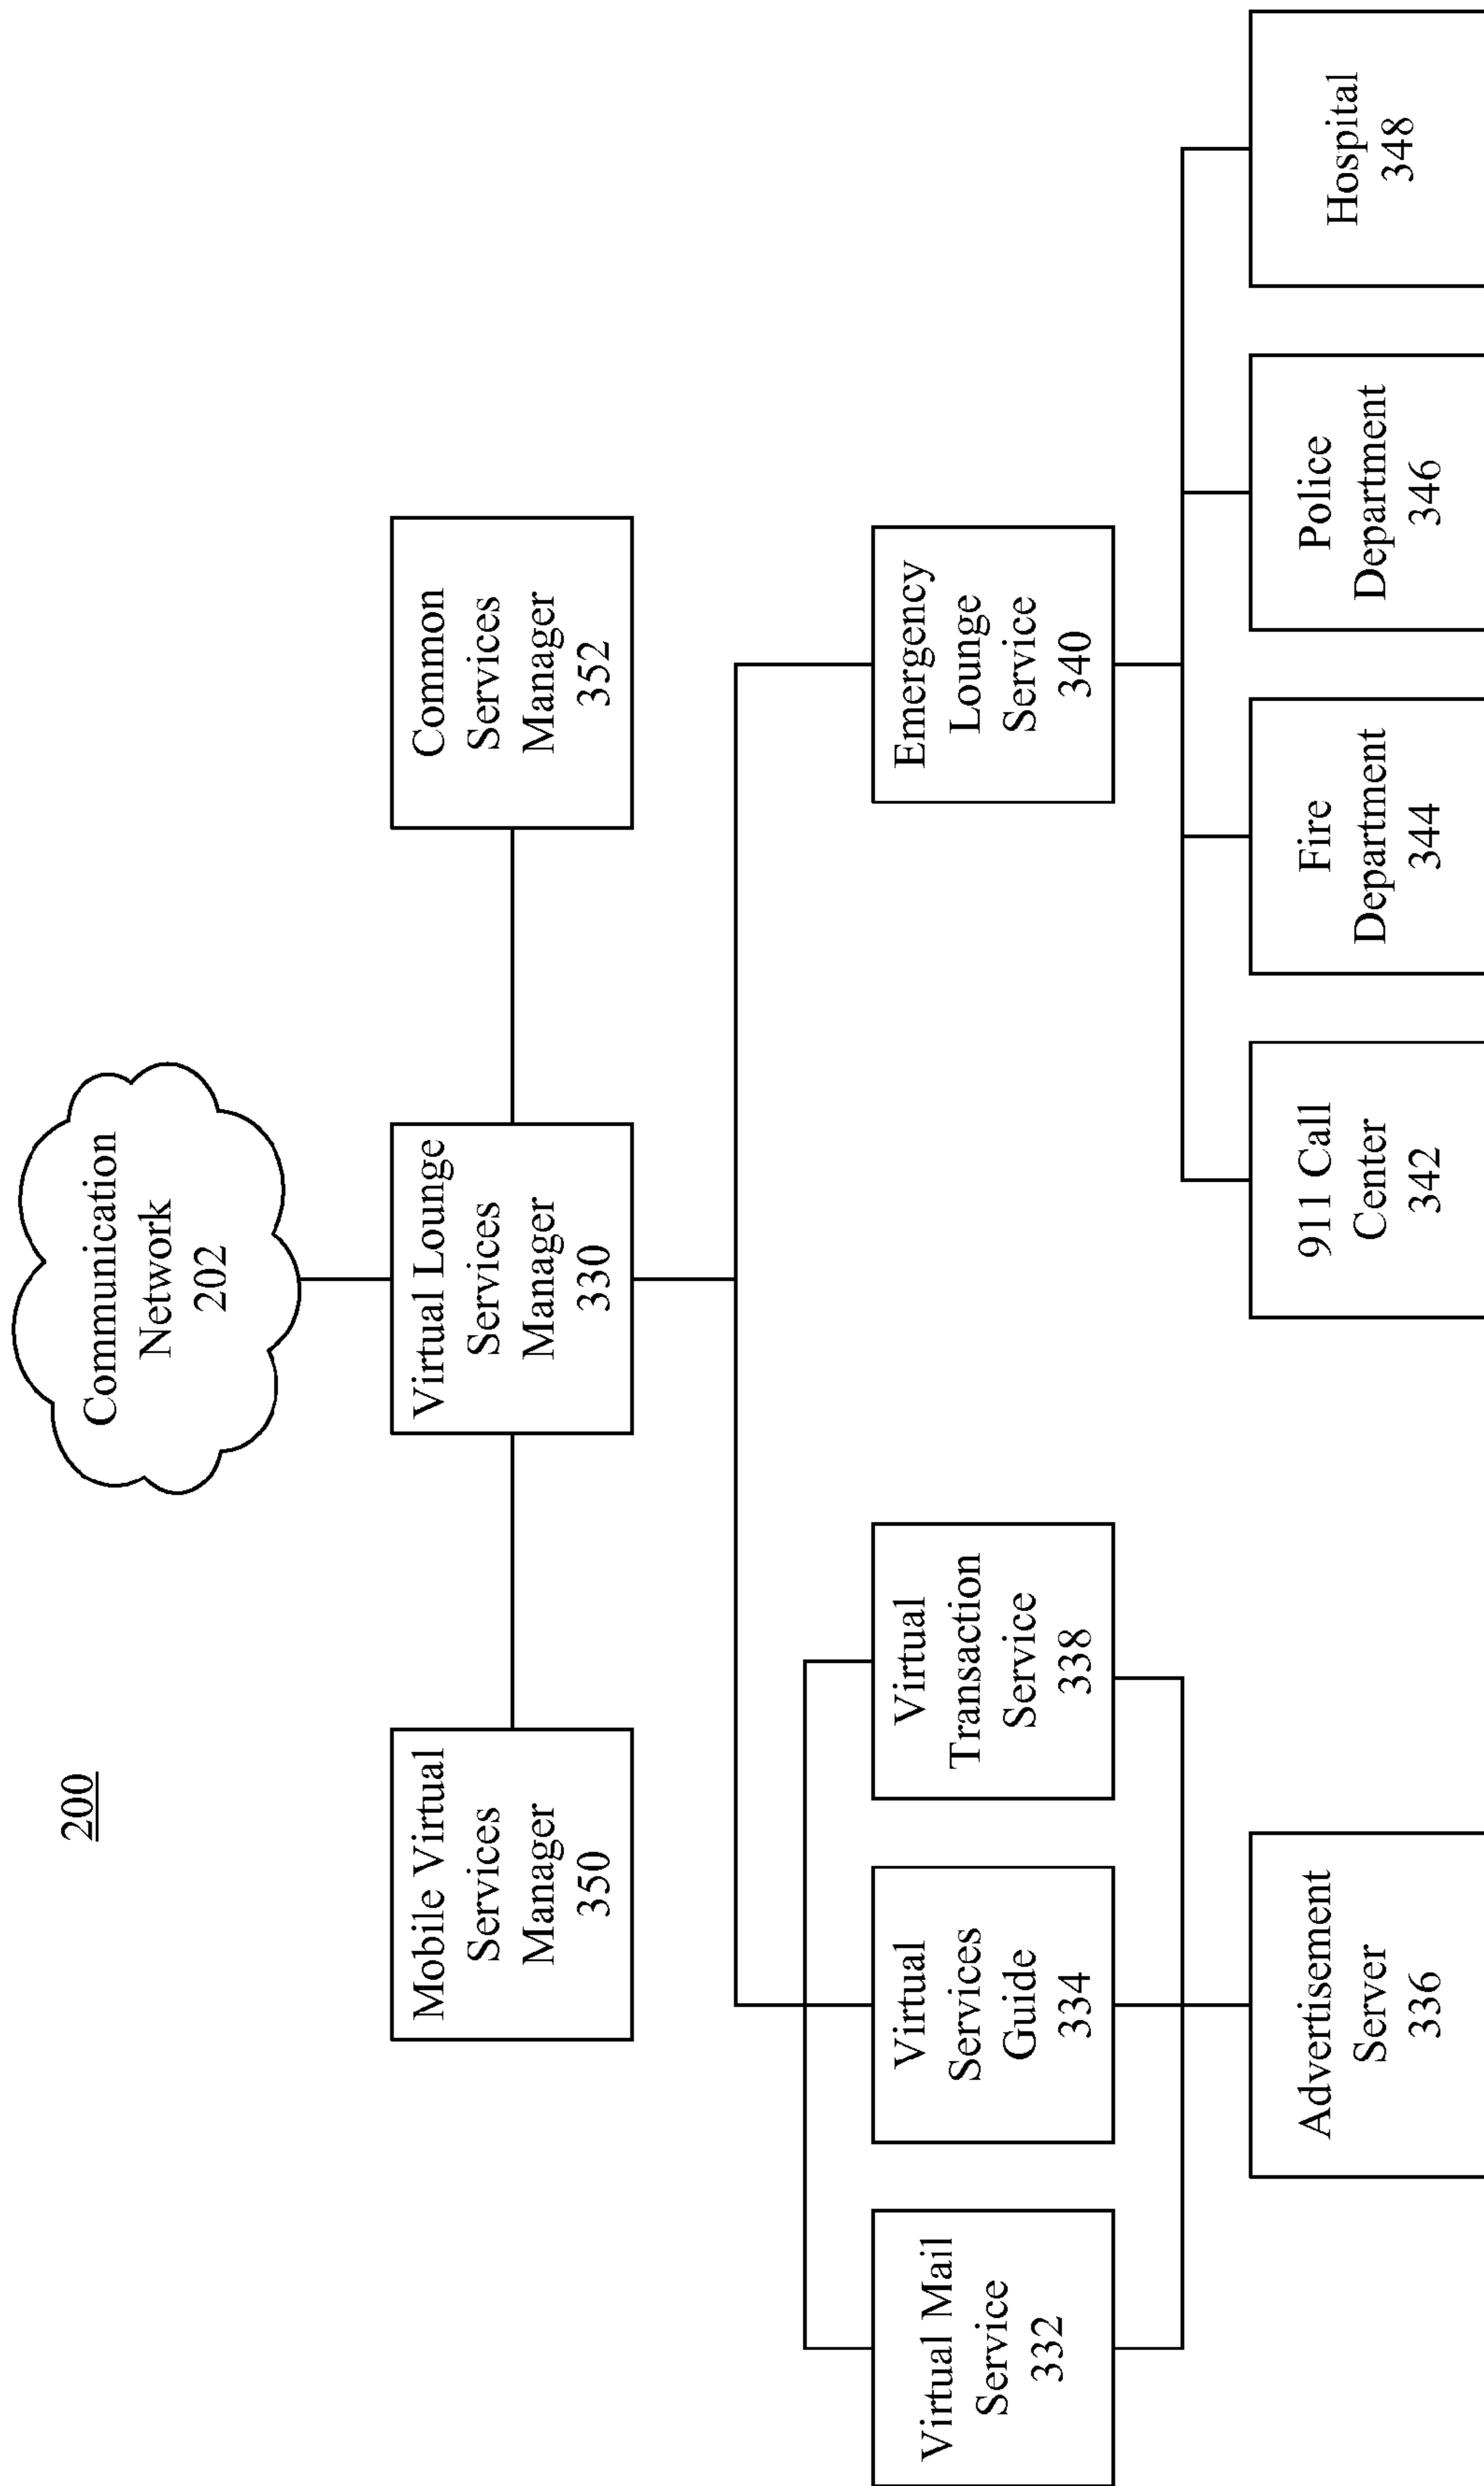 200
Communication
Network
202
Mobile Virtual
Services
Manager
350
Virtual Lounge
Services
Manager
330
Common
Services
Manager
352
Virtual Mail
Service
332
Virtual
Services
Guide
334
Virtual
Transaction
Service
338
Emergency
Lounge
Service
340
Advertisement
Server
336
911 Call
Center
342
Fire
Department
344
Police
Department
346
Hospital
348